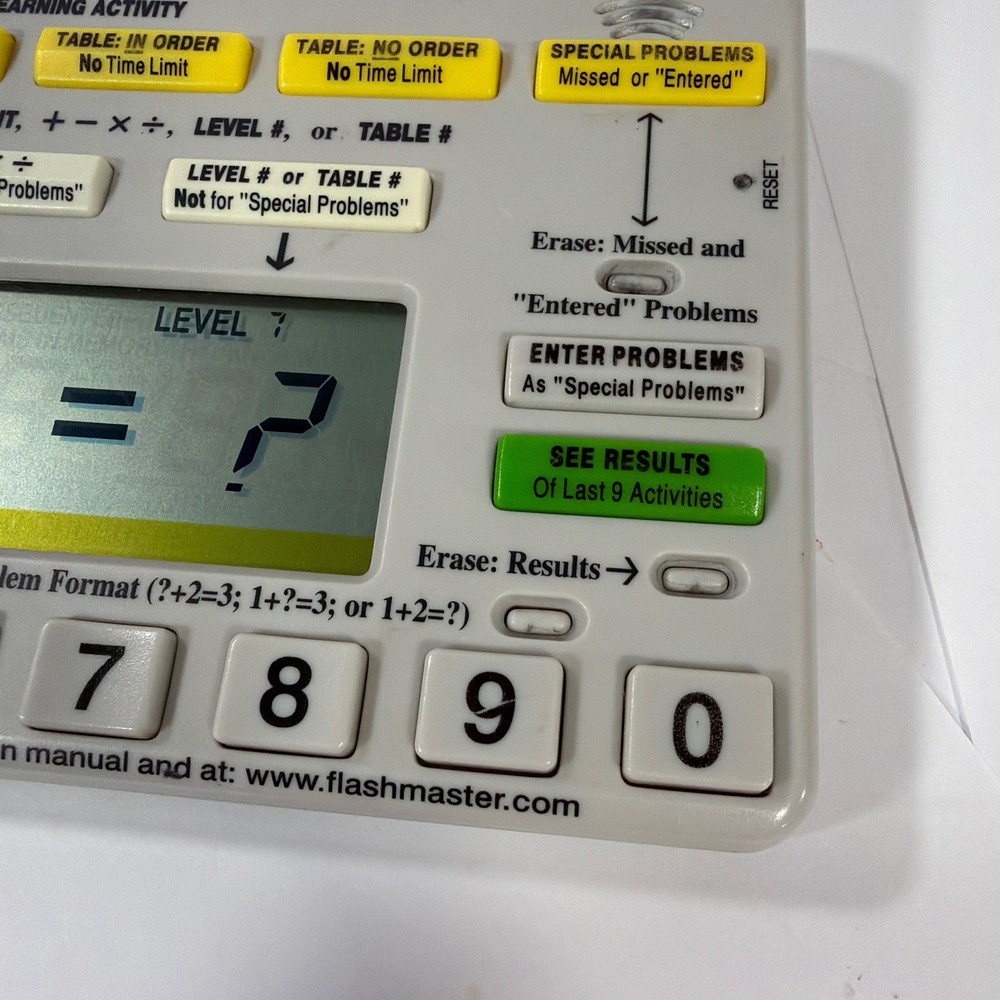 EARNING ACTIVITY
TABLE: IN ORDER
No Time Limit
TABLE: NO ORDER
No Time Limit
SPECIAL PROBLEMS
Missed or "Entered"
+ − × ÷, LEVEL #, or TABLE #
÷
Problems"
LEVEL # or TABLE #
Not for "Special Problems"
RESET
Erase: Missed and
"Entered" Problems
LEVEL 7
= ?
ENTER PROBLEMS
As "Special Problems"
SEE RESULTS
Of Last 9 Activities
Erase: Results →
lem Format (?+2=3; 1+?=3; or 1+2=?)
7 8 9 0
n manual and at: www.flashmaster.com